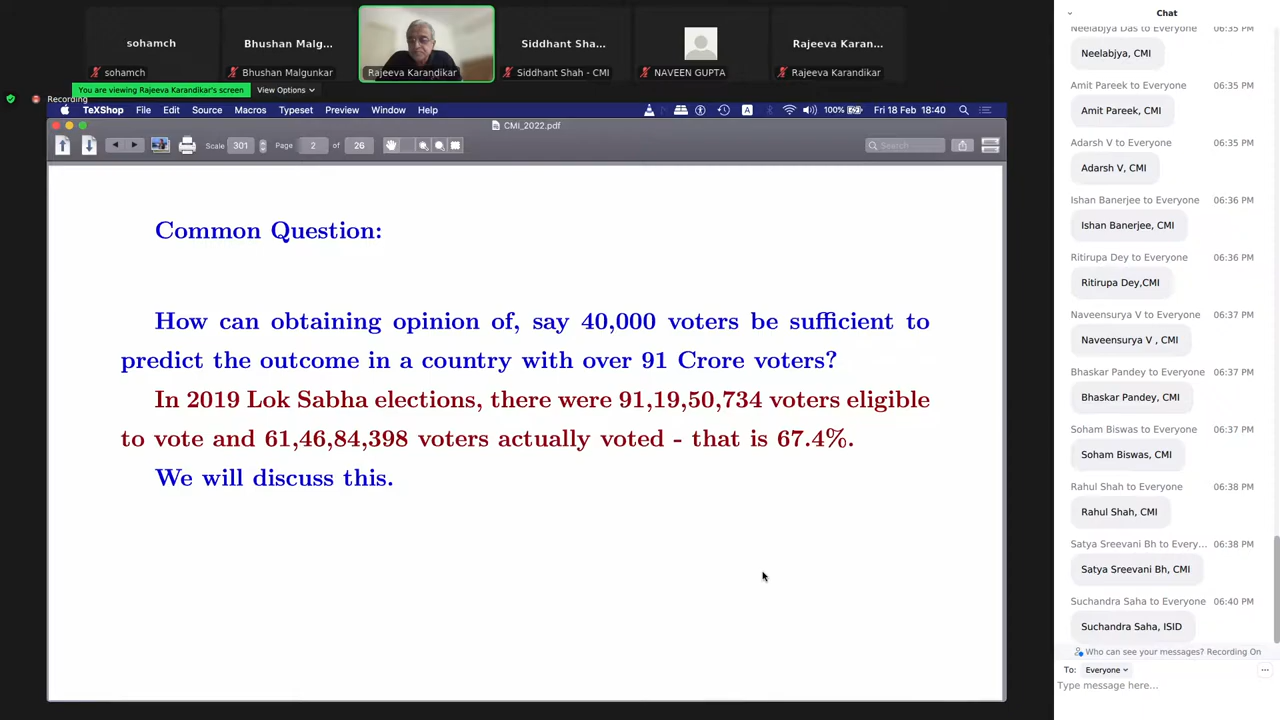 sohamch
Bhushan Malg...
Siddhant Sha...
Rajeeva Karan...
sohamch
Bhushan Malgunkar
Rajeeva Karandikar
Siddhant Shah - CMI
NAVEEN GUPTA
Rajeeva Karandikar
You are viewing Rajeeva Karandikar's screen
View Options
Recording
TeXShop File Edit Source Macros Typeset Preview Window Help
A 100% Fri 18 Feb 18:40
CMi_2022.pdf
Scale 301 Page 2 of 26
Search
Common Question:
How can obtaining opinion of, say 40,000 voters be sufficient to
predict the outcome in a country with over 91 Crore voters?
In 2019 Lok Sabha elections, there were 91,19,50,734 voters eligible
to vote and 61,46,84,398 voters actually voted - that is 67.4%.
We will discuss this.
Chat
Neelabjya Das to Everyone 06:35 PM
Neelabjya, CMI
Amit Pareek to Everyone 06:35 PM
Amit Pareek, CMI
Adarsh V to Everyone 06:35 PM
Adarsh V, CMI
Ishan Banerjee to Everyone 06:36 PM
Ishan Banerjee, CMI
Ritirupa Dey to Everyone 06:36 PM
Ritirupa Dey,CMI
Naveensurya V to Everyone 06:37 PM
Naveensurya V , CMI
Bhaskar Pandey to Everyone 06:37 PM
Bhaskar Pandey, CMI
Soham Biswas to Everyone 06:37 PM
Soham Biswas, CMI
Rahul Shah to Everyone 06:38 PM
Rahul Shah, CMI
Satya Sreevani Bh to Every... 06:38 PM
Satya Sreevani Bh, CMI
Suchandra Saha to Everyone 06:40 PM
Suchandra Saha, ISID
Who can see your messages? Recording On
To: Everyone
Type message here...